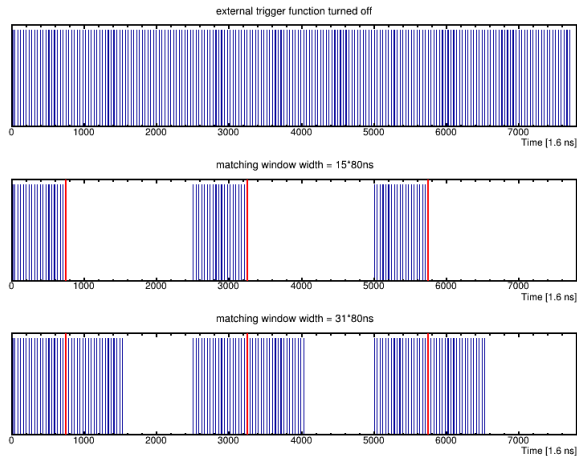 external trigger function turned off
0 1000 2000 3000 4000 5000 6000 7000
Time [1.6 ns]
matching window width = 15*80ns
0 1000 2000 3000 4000 5000 6000 7000
Time [1.6 ns]
matching window width = 31*80ns
0 1000 2000 3000 4000 5000 6000 7000
Time [1.6 ns]